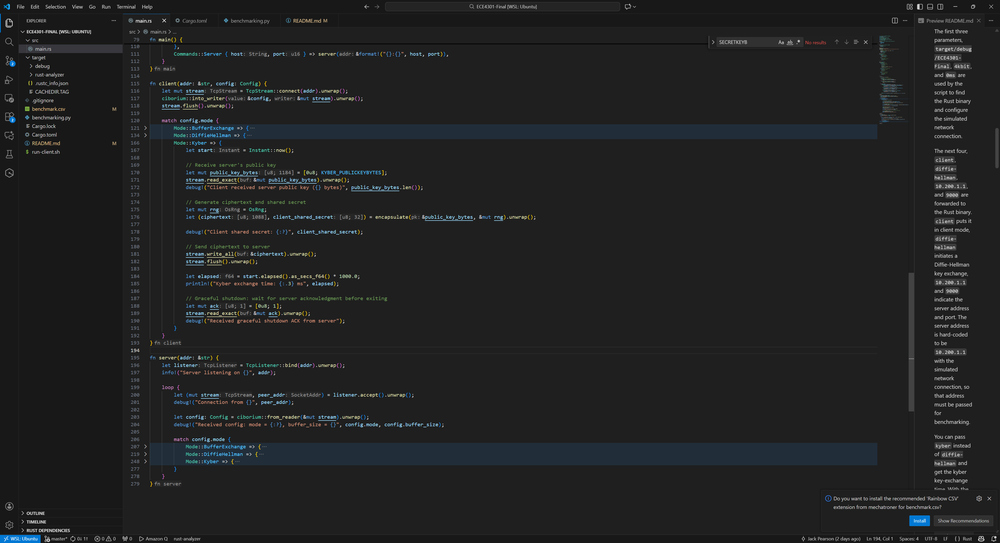 File Edit Selection View Go Run Terminal Help
ECE4301-Final [WSL: Ubuntu]
EXPLORER
ECE4301-FINAL [WSL: UBUNTU]
src
main.rs
target
debug
rust-analyzer
{} .rustc_info.json
CACHEDIR.TAG
.gitignore
benchmark.csv M
benchmarking.py
Cargo.lock
Cargo.toml
README.md M
$ run-client.sh
2
2
OUTLINE
TIMELINE
RUST DEPENDENCIES
main.rs
Cargo.toml
benchmarking.py
README.md M
src > main.rs > ...
SECRETKEYB Aa ab .* No results
79 fn main() {
110 },
111 Commands::Server { host: String, port: u16 } => server(addr: &format!("{}:{}", host, port)),
112 }
113 } fn main
114
115 fn client(addr: &str, config: Config) {
116 let mut stream: TcpStream = TcpStream::connect(addr).unwrap();
117 ciborium::into_writer(value: &config, writer: &mut stream).unwrap();
118 stream.flush().unwrap();
119
120 match config.mode {
121 Mode::BufferExchange => { ...
134 Mode::DiffieHellman => { ...
166 Mode::Kyber => {
167 let start: Instant = Instant::now();
168
169 // Receive server's public key
170 let mut public_key_bytes: [u8; 1184] = [0u8; KYBER_PUBLICKEYBYTES];
171 stream.read_exact(buf: &mut public_key_bytes).unwrap();
172 debug!("Client received server public key ({} bytes)", public_key_bytes.len());
173
174 // Generate ciphertext and shared secret
175 let mut rng: OsRng = OsRng;
176 let (ciphertext: [u8; 1088], client_shared_secret: [u8; 32]) = encapsulate(pk: &public_key_bytes, &mut rng).unwrap();
177
178 debug!("Client shared secret: {:?}", client_shared_secret);
179
180 // Send ciphertext to server
181 stream.write_all(buf: &ciphertext).unwrap();
182 stream.flush().unwrap();
183
184 let elapsed: f64 = start.elapsed().as_secs_f64() * 1000.0;
185 println!("Kyber exchange time: {:.3} ms", elapsed);
186
187 // Graceful shutdown: wait for server acknowledgment before exiting
188 let mut ack: [u8; 1] = [0u8; 1];
189 stream.read_exact(buf: &mut ack).unwrap();
190 debug!("Received graceful shutdown ACK from server");
191 }
192 }
193 } fn client
194
195 fn server(addr: &str) {
196 let listener: TcpListener = TcpListener::bind(addr).unwrap();
197 info!("Server listening on {}", addr);
198
199 loop {
200 let (mut stream: TcpStream, peer_addr: SocketAddr) = listener.accept().unwrap();
201 debug!("Connection from {}", peer_addr);
202
203 let config: Config = ciborium::from_reader(&mut stream).unwrap();
204 debug!("Received config: mode = {:?}, buffer_size = {}", config.mode, config.buffer_size);
205
206 match config.mode {
207 Mode::BufferExchange => { ...
219 Mode::DiffieHellman => { ...
248 Mode::Kyber => { ...
277 }
278 }
279 } fn server
Preview README.md
The first three
parameters,
target/debug
/ECE4301-
Final, 4kbit,
and 0ms are
used by the
script to find
the Rust binary
and configure
the simulated
network
connection.
The next four,
client,
diffie-
hellman,
10.200.1.1,
and 9000 are
forwarded to
the Rust binary.
client puts it
in client mode,
diffie-
hellman
initiates a
Diffie-Hellman
key exchange,
10.200.1.1
and 9000
indicate the
server address
and port. The
server address
is hard-coded
to be
10.200.1.1
with the
simulated
network
connection, so
that address
must be passed
for
benchmarking.
You can pass
kyber instead
of diffie-
hellman and
get the kyber
key-exchange
time. With the
Do you want to install the recommended 'Rainbow CSV'
extension from mechatroner for benchmark.csv?
Install Show Recommendations
WSL: Ubuntu master* 0↓ 1↑ 0 0 0 Amazon Q rust-analyzer
Jack Pearson (2 days ago) Ln 194, Col 1 Spaces: 4 UTF-8 LF {} Rust